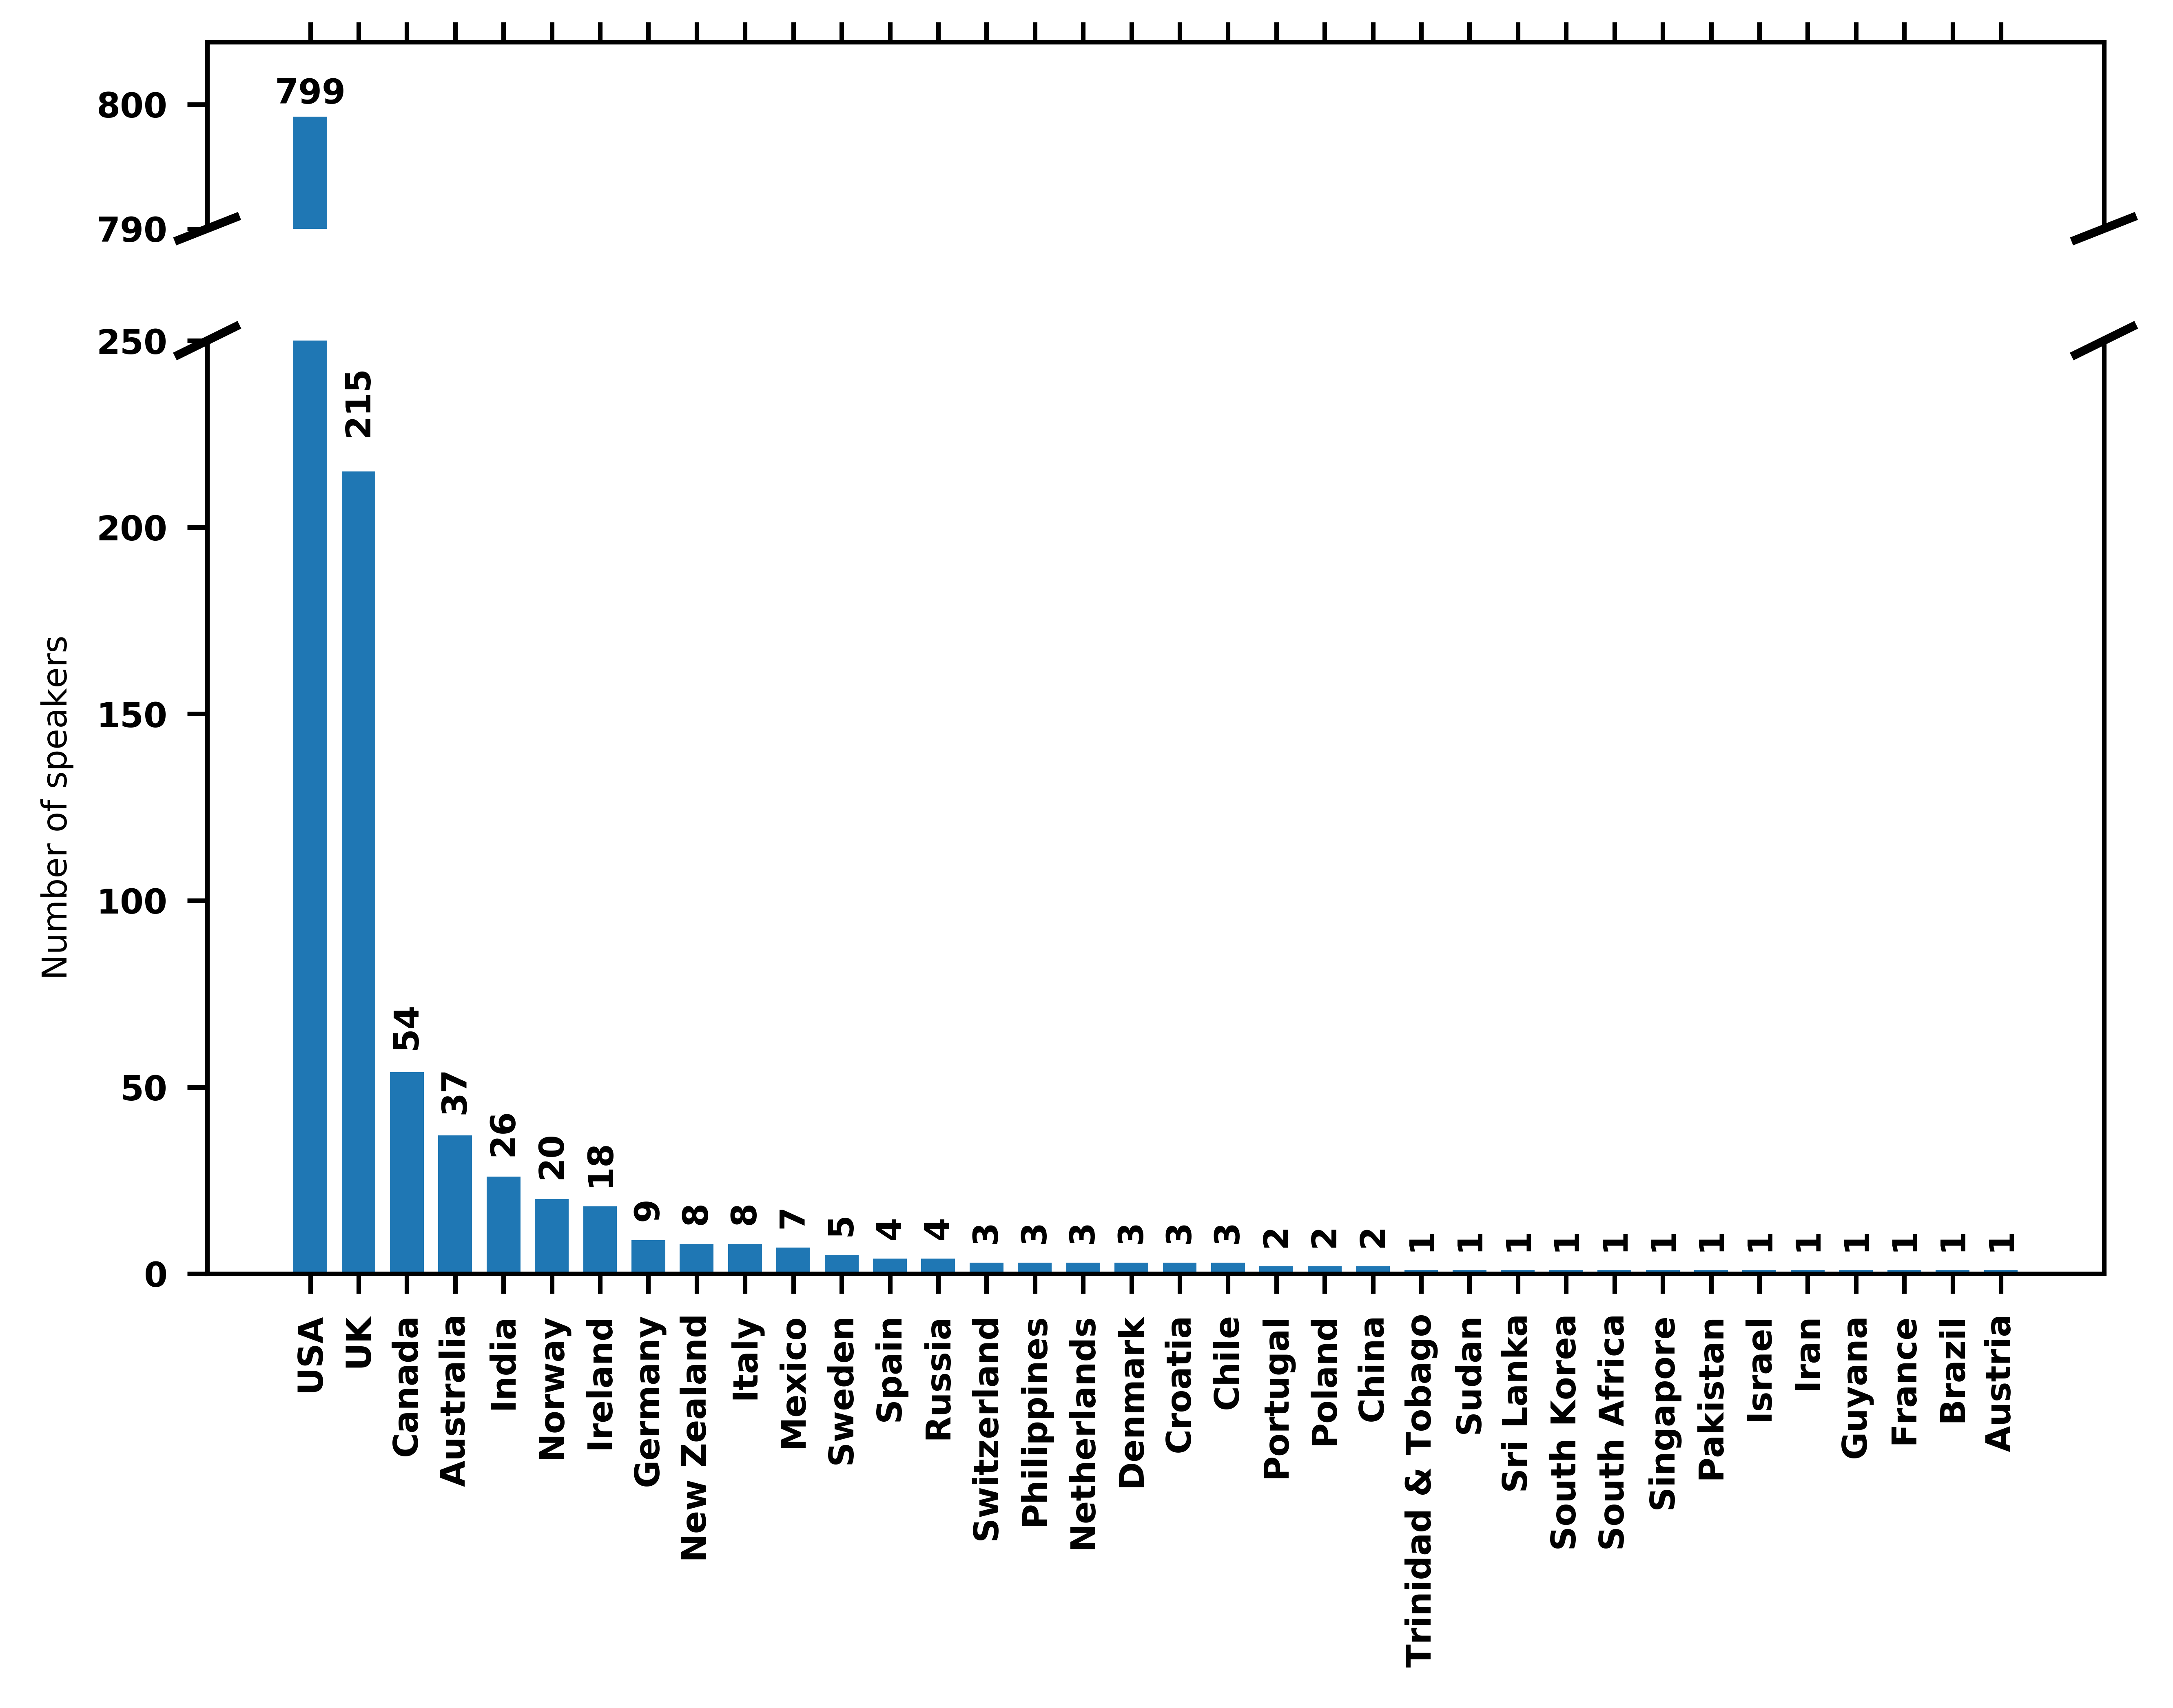 799
800
790
250
215
200
150
100
50
0
Number of speakers
54
37
26
20
18
9
8
8
7
5
4
4
3
3
3
3
3
3
2
2
2
1
1
1
1
1
1
1
1
1
1
1
1
1
USA
UK
Canada
Australia
India
Norway
Ireland
Germany
New Zealand
Italy
Mexico
Sweden
Spain
Russia
Switzerland
Philippines
Netherlands
Denmark
Croatia
Chile
Portugal
Poland
China
Trinidad & Tobago
Sudan
Sri Lanka
South Korea
South Africa
Singapore
Pakistan
Israel
Iran
Guyana
France
Brazil
Austria